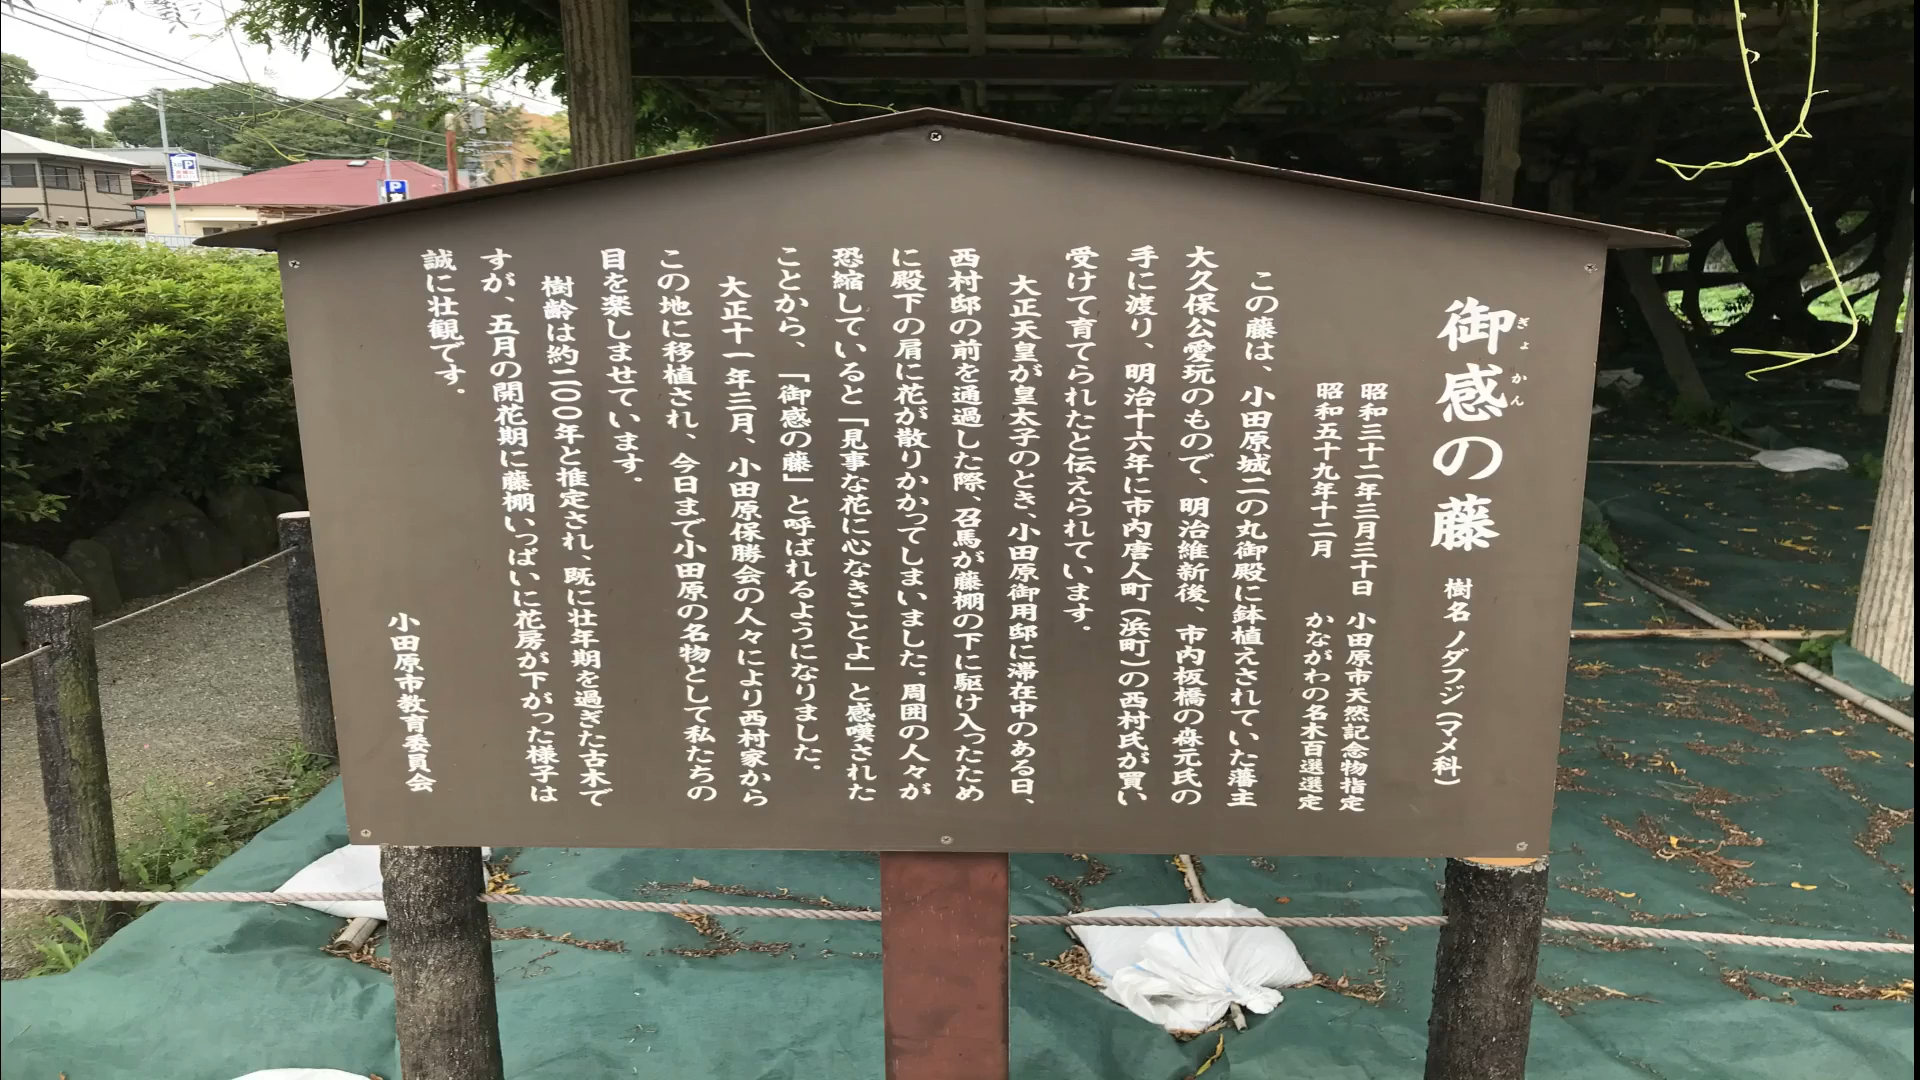 御感の藤 樹名 ノダフジ(マメ科)
ぎょ かん
昭和三十二年三月三十日 小田原市天然記念物指定
昭和五十九年十二月 かながわの名木百選選定
この藤は、小田原城二の丸御殿に鉢植えされていた藩主
大久保公愛玩のもので、明治維新後、市内板橋の森元氏の
手に渡り、明治十六年に市内唐人町(浜町)の西村氏が買い
受けて育てられたと伝えられています。
大正天皇が皇太子のとき、小田原御用邸に滞在中のある日、
西村邸の前を通過した際、召馬が藤棚の下に駆け入ったため
に殿下の肩に花が散りかかってしまいました。周囲の人々が
恐縮していると「見事な花に心なきことよ」と感嘆された
ことから、「御感の藤」と呼ばれるようになりました。
大正十一年三月、小田原保勝会の人々により西村家から
この地に移植され、今日まで小田原の名物として私たちの
目を楽しませています。
樹齢は約二〇〇年と推定され、既に壮年期を過ぎた古木で
すが、五月の開花期に藤棚いっぱいに花房が下がった様子は
誠に壮観です。
小田原市教育委員会
P
P